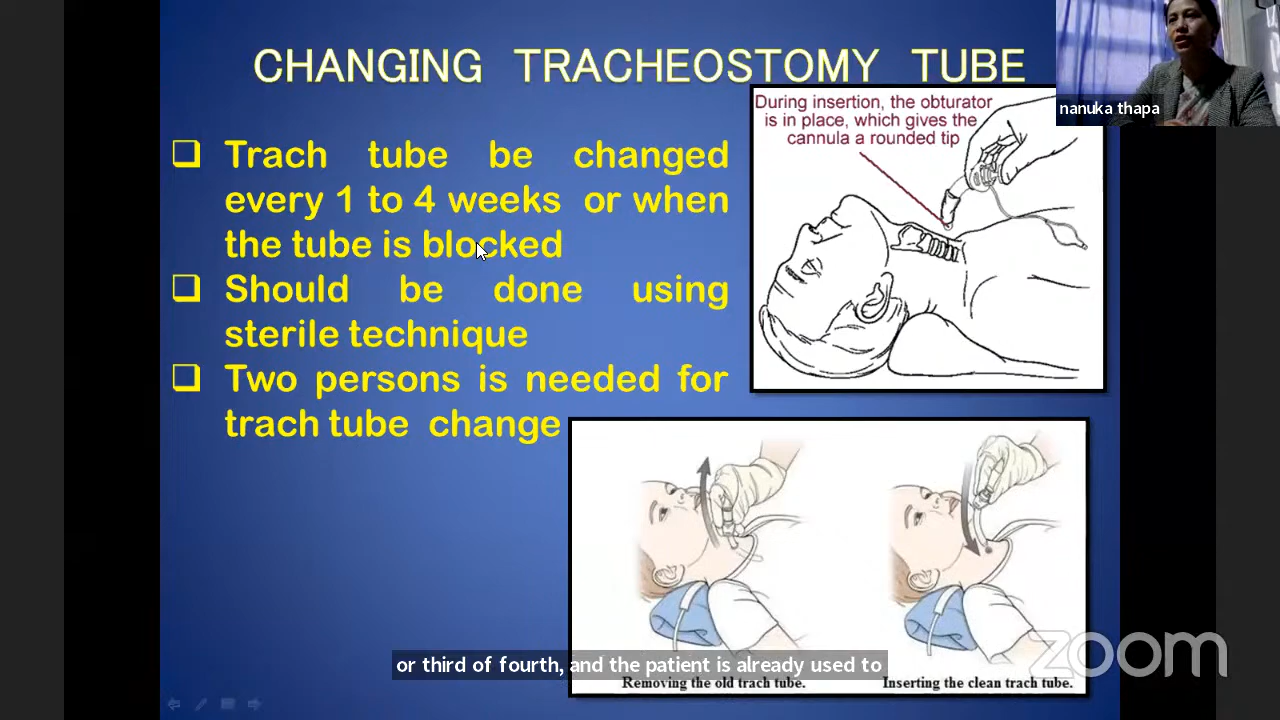 CHANGING TRACHEOSTOMY TUBE
nanuka thapa
During insertion, the obturator
is in place, which gives the
cannula a rounded tip
Trach tube be changed
every 1 to 4 weeks or when
the tube is blocked
Should be done using
sterile technique
Two persons is needed for
trach tube change
zoom
or third of fourth, and the patient is already used to
Removing the old trach tube.
Inserting the clean trach tube.